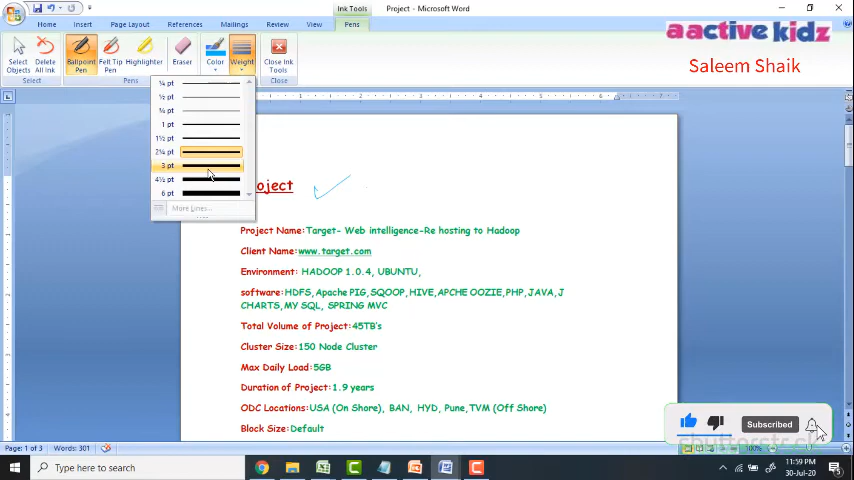 Ink Tools
Project - Microsoft Word
Home Insert Page Layout References Mailings Review View Pens
aactive kidz
Saleem Shaik
Select Objects
Delete All Ink
Ballpoint Pen
Felt Tip Pen
Highlighter
Eraser
Color
Weight
Close Ink Tools
Select
Pens
Close
¼ pt
½ pt
¾ pt
1 pt
1½ pt
2¼ pt
3 pt
4½ pt
6 pt
More Lines...
oject
Project Name:Target- Web intelligence-Re hosting to Hadoop
Client Name:www.target.com
Environment: HADOOP 1.0.4, UBUNTU,
software:HDFS,Apache PIG,SQOOP,HIVE,APCHE OOZIE,PHP,JAVA,J
CHARTS,MY SQL, SPRING MVC
Total Volume of Project:45TB's
Cluster Size:150 Node Cluster
Max Daily Load:5GB
Duration of Project:1.9 years
ODC Locations:USA (On Shore), BAN, HYD, Pune,TVM (Off Shore)
Block Size:Default
Subscribed
shutterstock
Page: 1 of 3 Words: 301
100%
Type here to search
11:59 PM
30-Jul-20